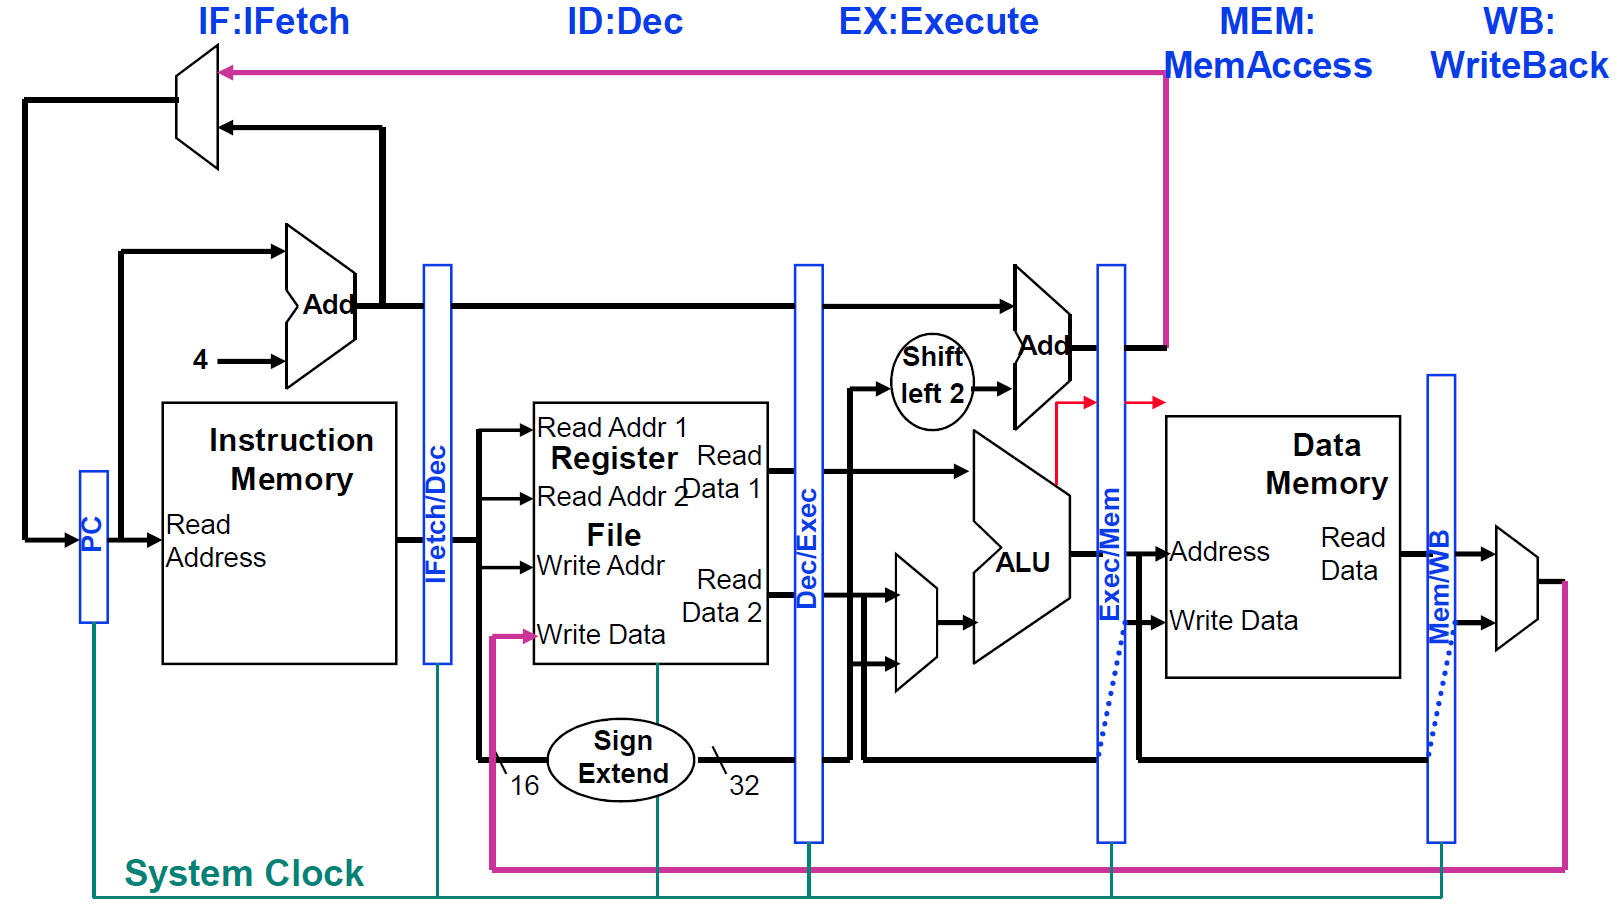 IF:IFetch
ID:Dec
EX:Execute
MEM:
MemAccess
WB:
WriteBack
Add
4
Shift
left 2
Add
Instruction
Memory
Read
Address
PC
IFetch/Dec
Read Addr 1
Register
Read
Data 1
Read Addr 2
File
Write Addr
Read
Data 2
Write Data
Dec/Exec
ALU
Exec/Mem
Data
Memory
Address
Read
Data
Write Data
Mem/WB
Sign
Extend
16
32
System Clock